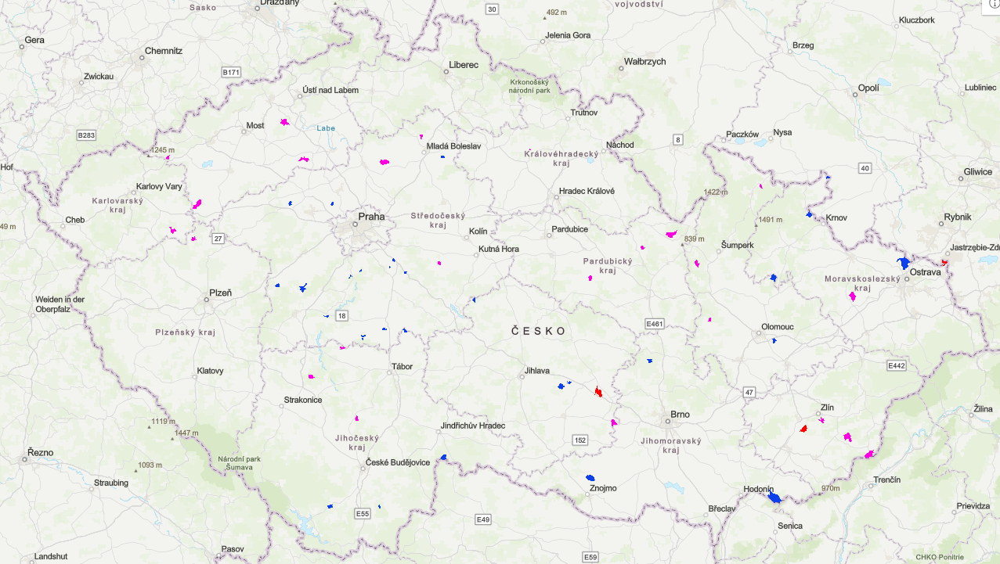 Drážďany
Sasko
30
492 m
vojvodství
Kluczbork
Gera
Jelenia Gora
Chemnitz
Brzeg
Liberec
Wałbrzych
B171
Zwickau
Krkonošský
národní park
Ústí nad Labem
Opolí
Lubliniec
Trutnov
Most
Labe
B283
Paczków
Nysa
8
Mladá Boleslav
Náchod
1245 m
Královéhradecký
kraj
Hof
40
Gliwice
Karlovy Vary
Hradec Králové
1422 m
Karlovarský
kraj
Praha
Středočeský
kraj
Rybnik
Cheb
1491 m
Krnov
49 m
Kolín
Pardubice
27
839 m
Šumperk
Kutná Hora
Jastrzębie-Zdr
Pardubický
kraj
Ostrava
Moravskoslezský
kraj
Plzeň
Weiden in der
Oberpfalz
18
E461
Plzeňský kraj
ČESKO
Olomouc
Tábor
E442
Klatovy
Jihlava
47
Strakonice
Zlín
Žilina
Brno
1119 m
1447 m
Jindřichův Hradec
Jihočeský
kraj
152
Jihomoravský
kraj
Řezno
Národní park
Šumava
České Budějovice
1093 m
Straubing
Trenčín
Znojmo
Hodonín
970m
Břeclav
Prievidza
E55
E49
Senica
Pasov
Landshut
E59
CHKO Ponitrie